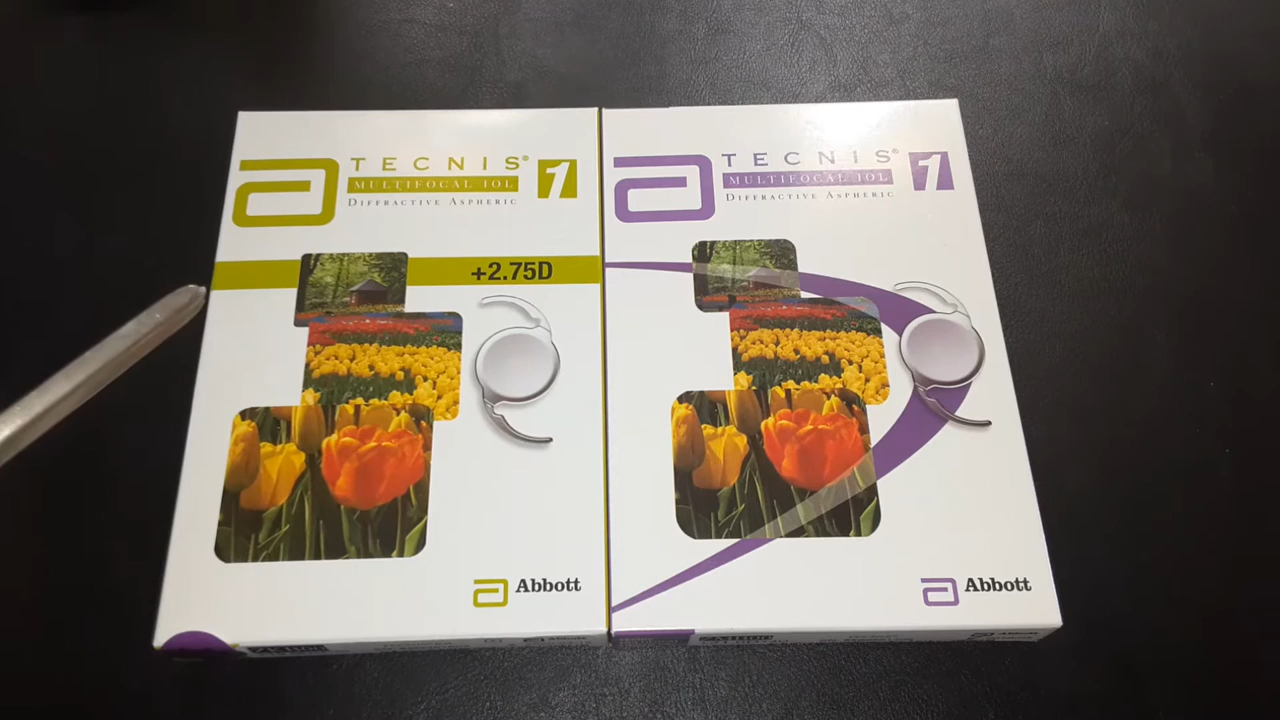 TECNIS®
MULTIFOCAL IOL
DIFFRACTIVE ASPHERIC
1
+2.75D
Abbott
TECNIS®
MULTIFOCAL IOL
DIFFRACTIVE ASPHERIC
1
Abbott